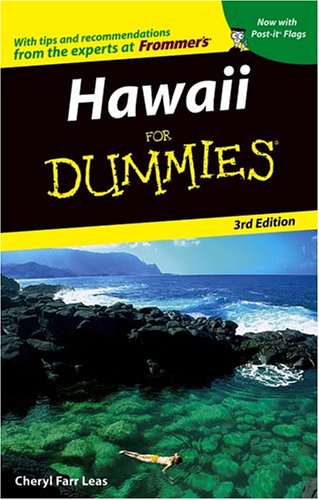 With tips and recommendations
from the experts at Frommer's®
Now with
Post-it® Flags
Hawaii
FOR
DUMMIES®
3rd Edition
Cheryl Farr Leas